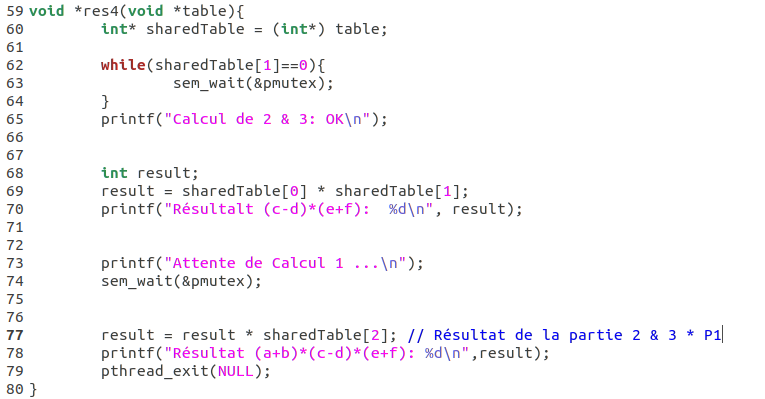 59 void *res4(void *table){
60         int* sharedTable = (int*) table;
61
62         while(sharedTable[1]==0){
63                 sem_wait(&pmutex);
64         }
65         printf("Calcul de 2 & 3: OK\n");
66
67
68         int result;
69         result = sharedTable[0] * sharedTable[1];
70         printf("Résultalt (c-d)*(e+f):  %d\n", result);
71
72
73         printf("Attente de Calcul 1 ...\n");
74         sem_wait(&pmutex);
75
76
77         result = result * sharedTable[2]; // Résultat de la partie 2 & 3 * P1
78         printf("Résultat (a+b)*(c-d)*(e+f): %d\n",result);
79         pthread_exit(NULL);
80 }